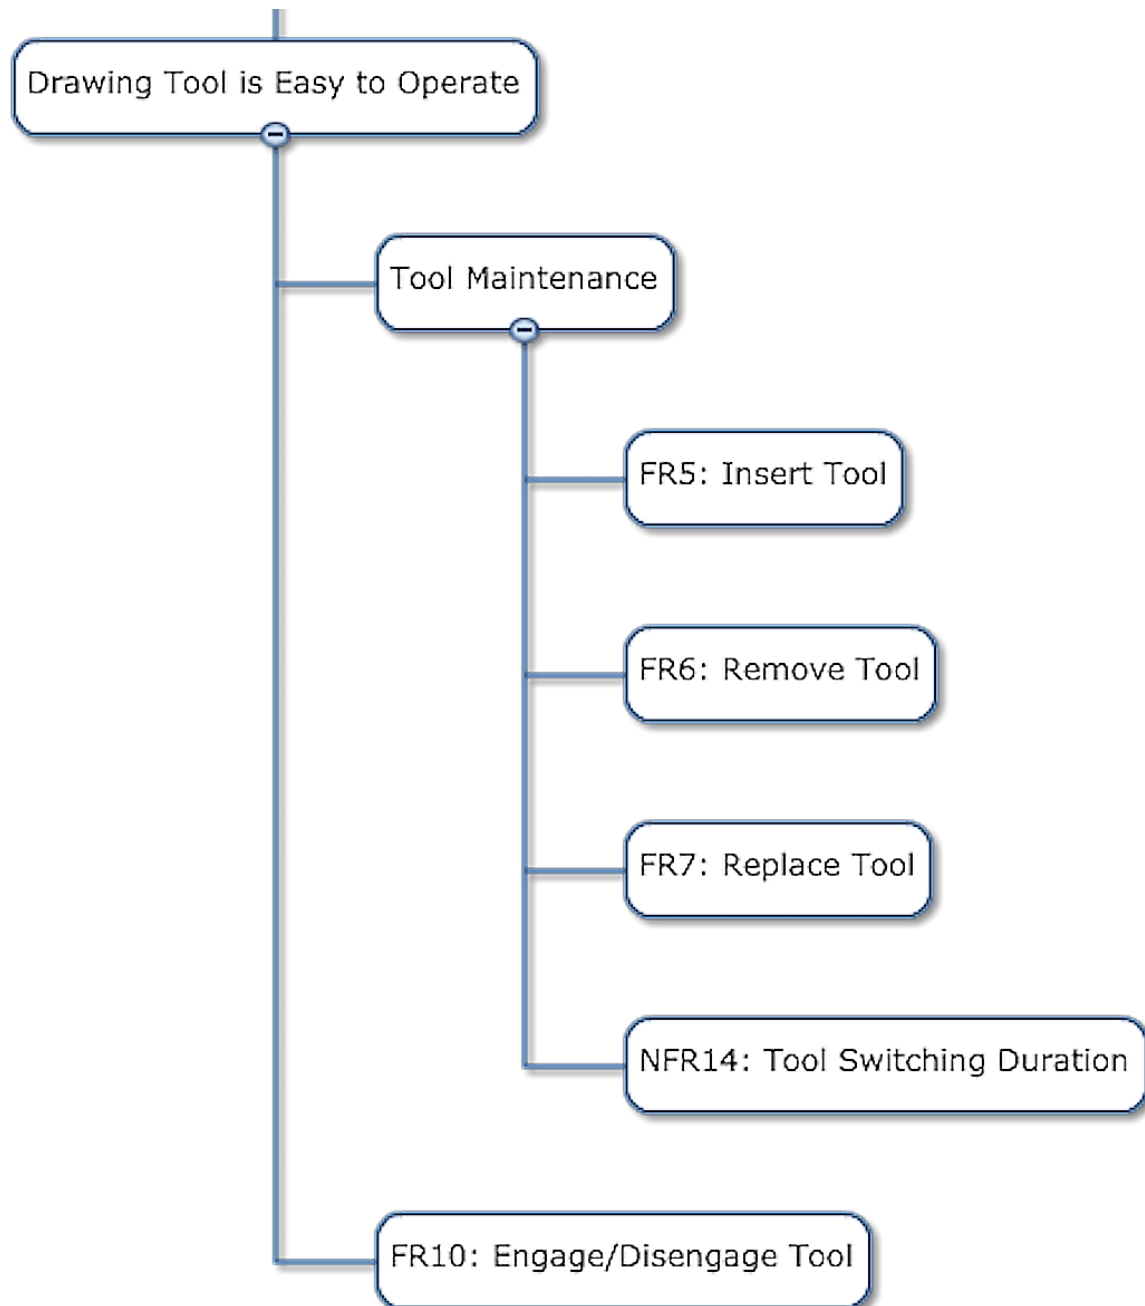 Drawing Tool is Easy to Operate
Tool Maintenance
FR5: Insert Tool
FR6: Remove Tool
FR7: Replace Tool
NFR14: Tool Switching Duration
FR10: Engage/Disengage Tool